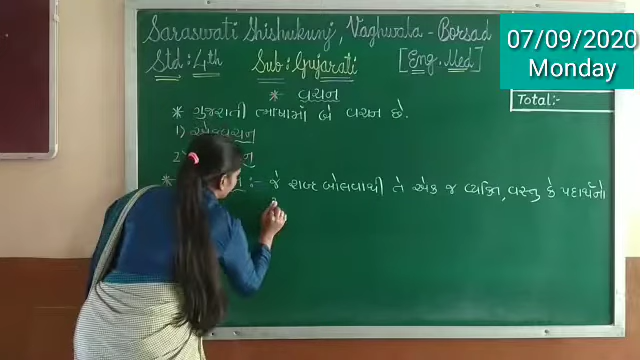 Saraswati Shishukunj, Vaghwala - Borsad
Std : 4th Sub : Gujarati [Eng. Med]
07/09/2020
Monday
Total:-
* વચન
* ગુજરાતી ભાષામાં બે વચન છે.
1) એકવચન
2)
* :- જે શબ્દ બોલવાથી તે એક જ વ્યક્તિ, વસ્તુ કે પદાર્થનો